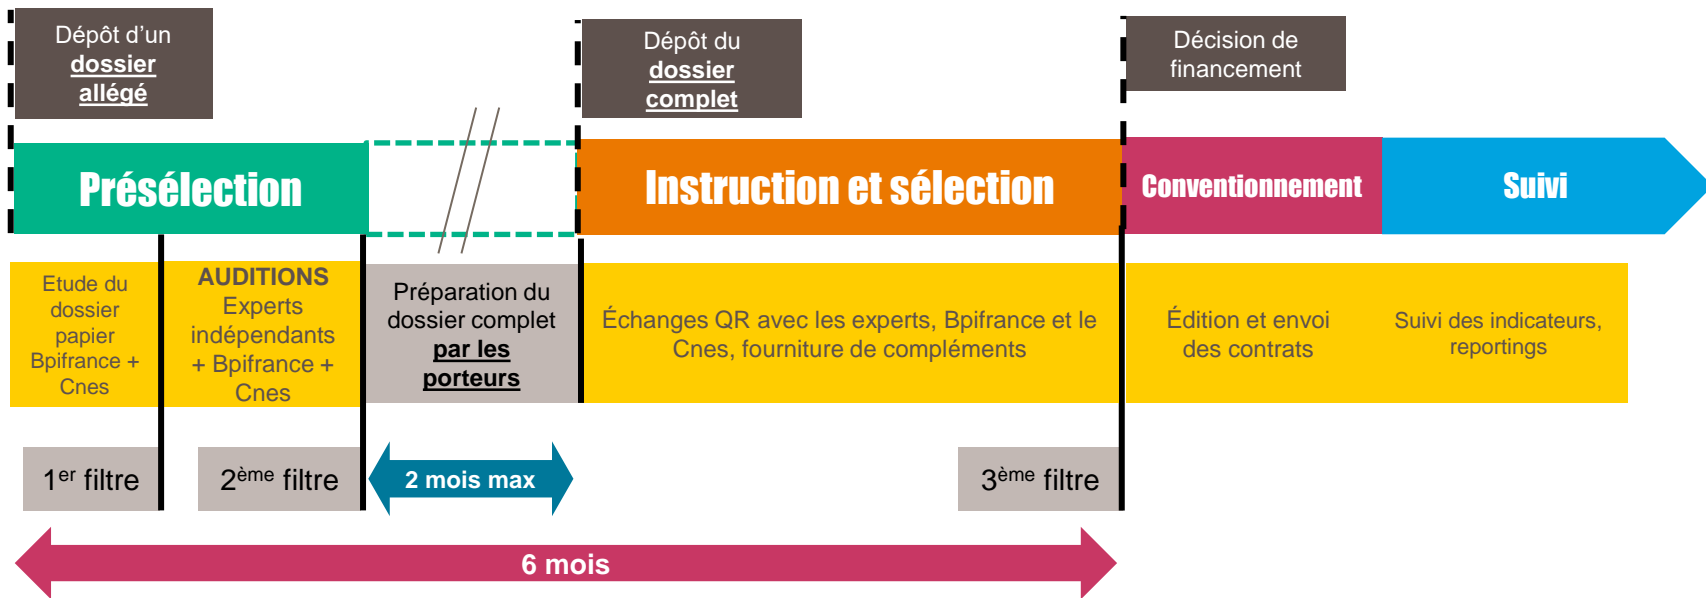 Dépôt d'un
dossier
allégé
Dépôt du
dossier
complet
Décision de
financement
Présélection
Instruction et sélection
Conventionnement
Suivi
Etude du
dossier
papier
Bpifrance +
Cnes
AUDITIONS
Experts
indépendants
+ Bpifrance +
Cnes
Préparation du
dossier complet
par les
porteurs
Échanges QR avec les experts, Bpifrance et le
Cnes, fourniture de compléments
Édition et envoi
des contrats
Suivi des indicateurs,
reportings
1er filtre
2ème filtre
2 mois max
3ème filtre
6 mois